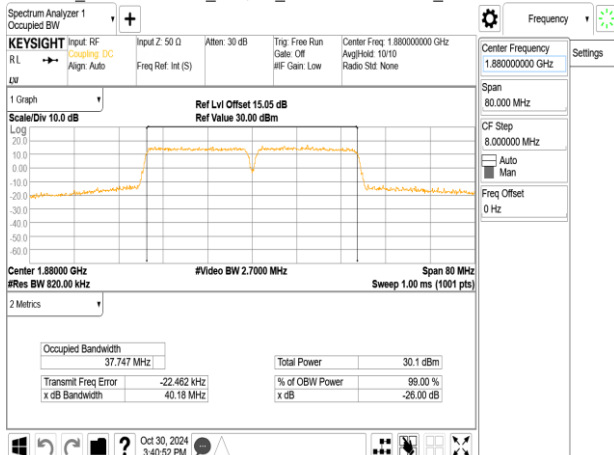 Spectrum Analyzer 1
Occupied BW
+
Frequency
KEYSIGHT
RL
LXI
Input: RF
Coupling: DC
Align: Auto
Input Z: 50 Ω
Freq Ref: Int (S)
Atten: 30 dB
Trig: Free Run
Gate: Off
#IF Gain: Low
Center Freq: 1.880000000 GHz
Avg|Hold: 10/10
Radio Std: None
Center Frequency
1.880000000 GHz
Settings
Span
80.000 MHz
CF Step
8.000000 MHz
Auto
Man
Freq Offset
0 Hz
1 Graph
Scale/Div 10.0 dB
Ref Lvl Offset 15.05 dB
Ref Value 30.00 dBm
Log
20.0
10.0
0.00
-10.0
-20.0
-30.0
-40.0
-50.0
-60.0
Center 1.88000 GHz
#Video BW 2.7000 MHz
Span 80 MHz
#Res BW 820.00 kHz
Sweep 1.00 ms (1001 pts)
2 Metrics
Occupied Bandwidth
37.747 MHz
Total Power 30.1 dBm
Transmit Freq Error -22.462 kHz
% of OBW Power 99.00 %
x dB Bandwidth 40.18 MHz
x dB -26.00 dB
?
Oct 30, 2024
3:40:52 PM